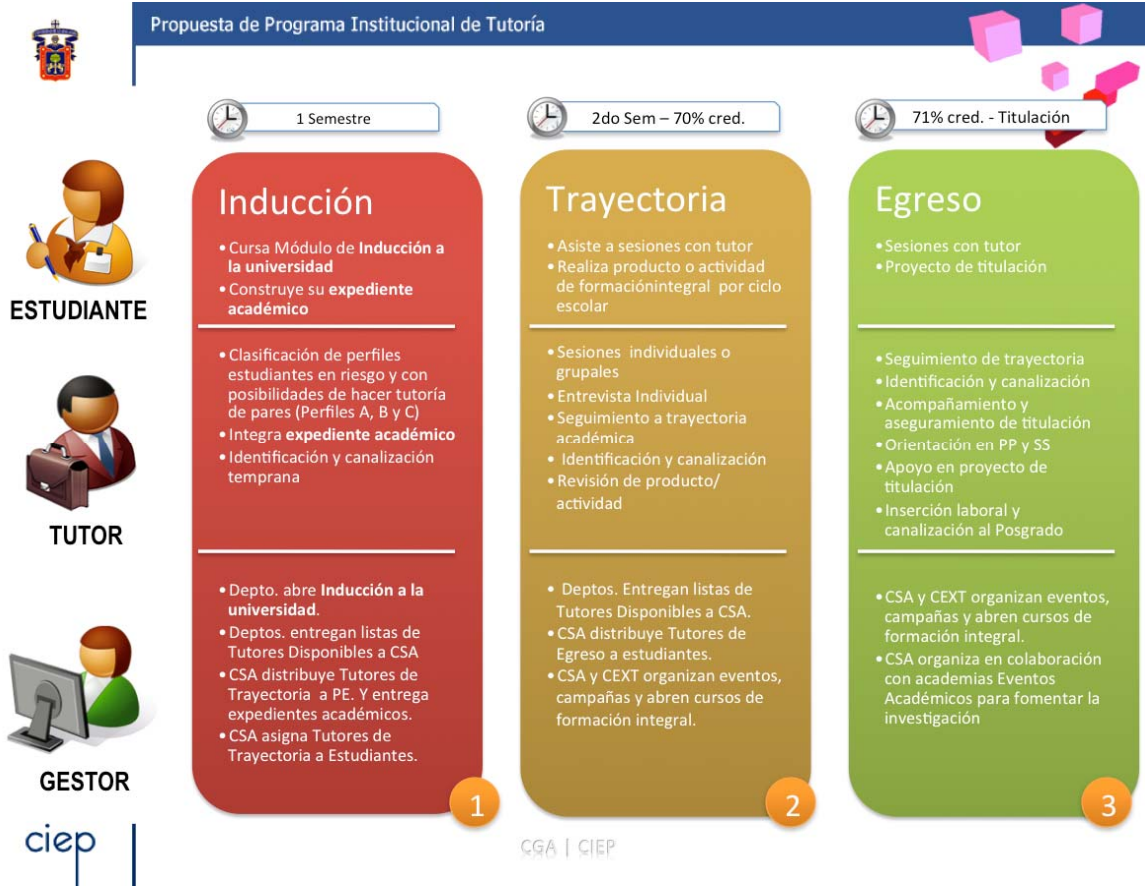 Propuesta de Programa Institucional de Tutoría
1 Semestre
2do Sem – 70% cred.
71% cred. - Titulación
ESTUDIANTE
TUTOR
GESTOR
Inducción
• Cursa Módulo de Inducción a
la universidad
• Construye su expediente
académico
• Clasificación de perfiles
estudiantes en riesgo y con
posibilidades de hacer tutoría
de pares (Perfiles A, B y C)
• Integra expediente académico
• Identificación y canalización
temprana
• Depto. abre Inducción a la
universidad.
• Deptos. entregan listas de
Tutores Disponibles a CSA
• CSA distribuye Tutores de
Trayectoria a PE. Y entrega
expedientes académicos.
• CSA asigna Tutores de
Trayectoria a Estudiantes.
1
Trayectoria
• Asiste a sesiones con tutor
• Realiza producto o actividad
de formaciónintegral por ciclo
escolar
• Sesiones individuales o
grupales
• Entrevista Individual
• Seguimiento a trayectoria
académica
• Identificación y canalización
• Revisión de producto/
actividad
• Deptos. Entregan listas de
Tutores Disponibles a CSA.
• CSA distribuye Tutores de
Egreso a estudiantes.
• CSA y CEXT organizan eventos,
campañas y abren cursos de
formación integral.
2
Egreso
• Sesiones con tutor
• Proyecto de titulación
• Seguimiento de trayectoria
• Identificación y canalización
• Acompañamiento y
aseguramiento de titulación
• Orientación en PP y SS
• Apoyo en proyecto de
titulación
• Inserción laboral y
canalización al Posgrado
• CSA y CEXT organizan eventos,
campañas y abren cursos de
formación integral.
• CSA organiza en colaboración
con academias Eventos
Académicos para fomentar la
investigación
3
ciep
CGA | CIEP